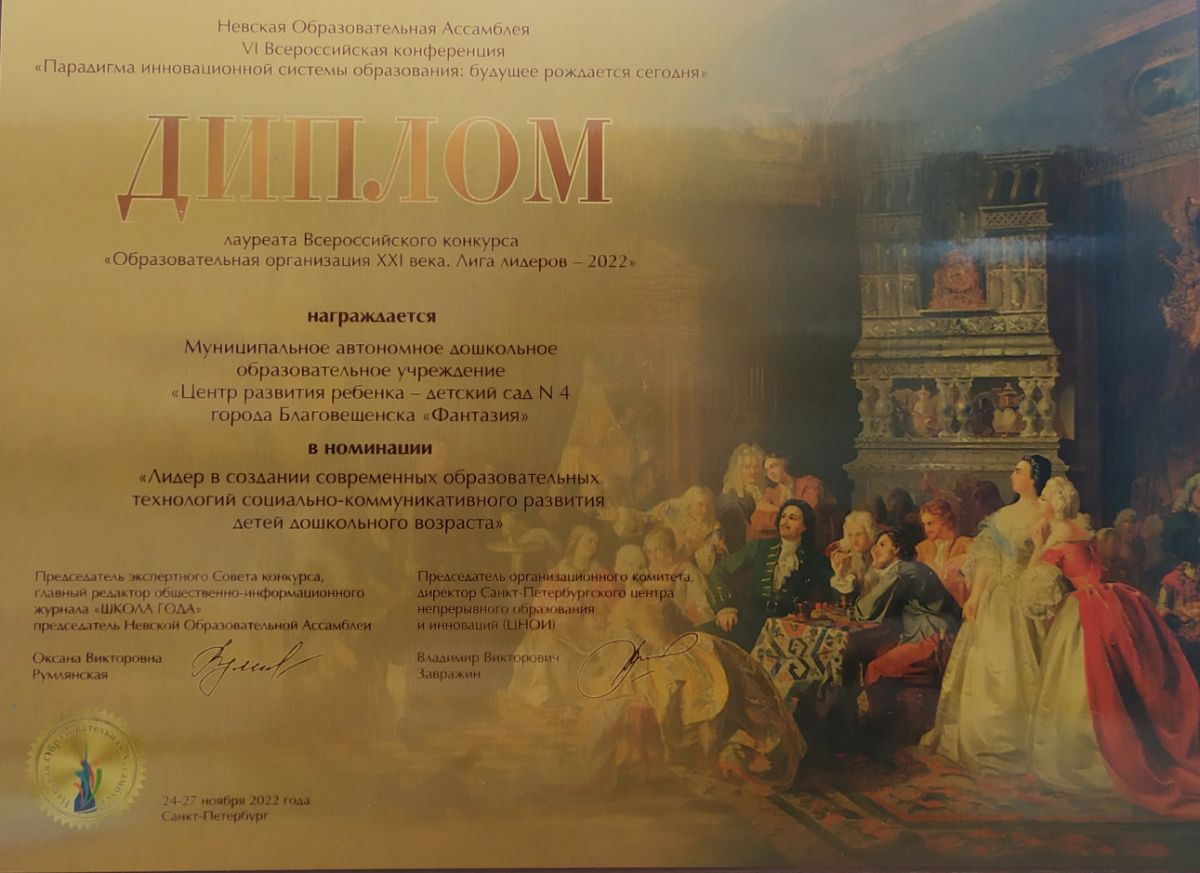 Невская Образовательная Ассамблея
VI Всероссийская конференция
«Парадигма инновационной системы образования: будущее рождается сегодня»
ДИПЛОМ
лауреата Всероссийского конкурса
«Образовательная организация XXI века. Лига лидеров – 2022»
награждается
Муниципальное автономное дошкольное
образовательное учреждение
«Центр развития ребенка – детский сад N 4
города Благовещенска «Фантазия»
в номинации
«Лидер в создании современных образовательных
технологий социально-коммуникативного развития
детей дошкольного возраста»
Председатель экспертного Совета конкурса,
главный редактор общественно-информационного
журнала «ШКОЛА ГОДА»
председатель Невской Образовательной Ассамблеи
Оксана Викторовна
Румлянская
Председатель организационного комитета,
директор Санкт-Петербургского центра
непрерывного образования
и инноваций (ЦНОИ)
Владимир Викторович
Завражин
Невская Образовательная Ассамблея
24-27 ноября 2022 года
Санкт-Петербург